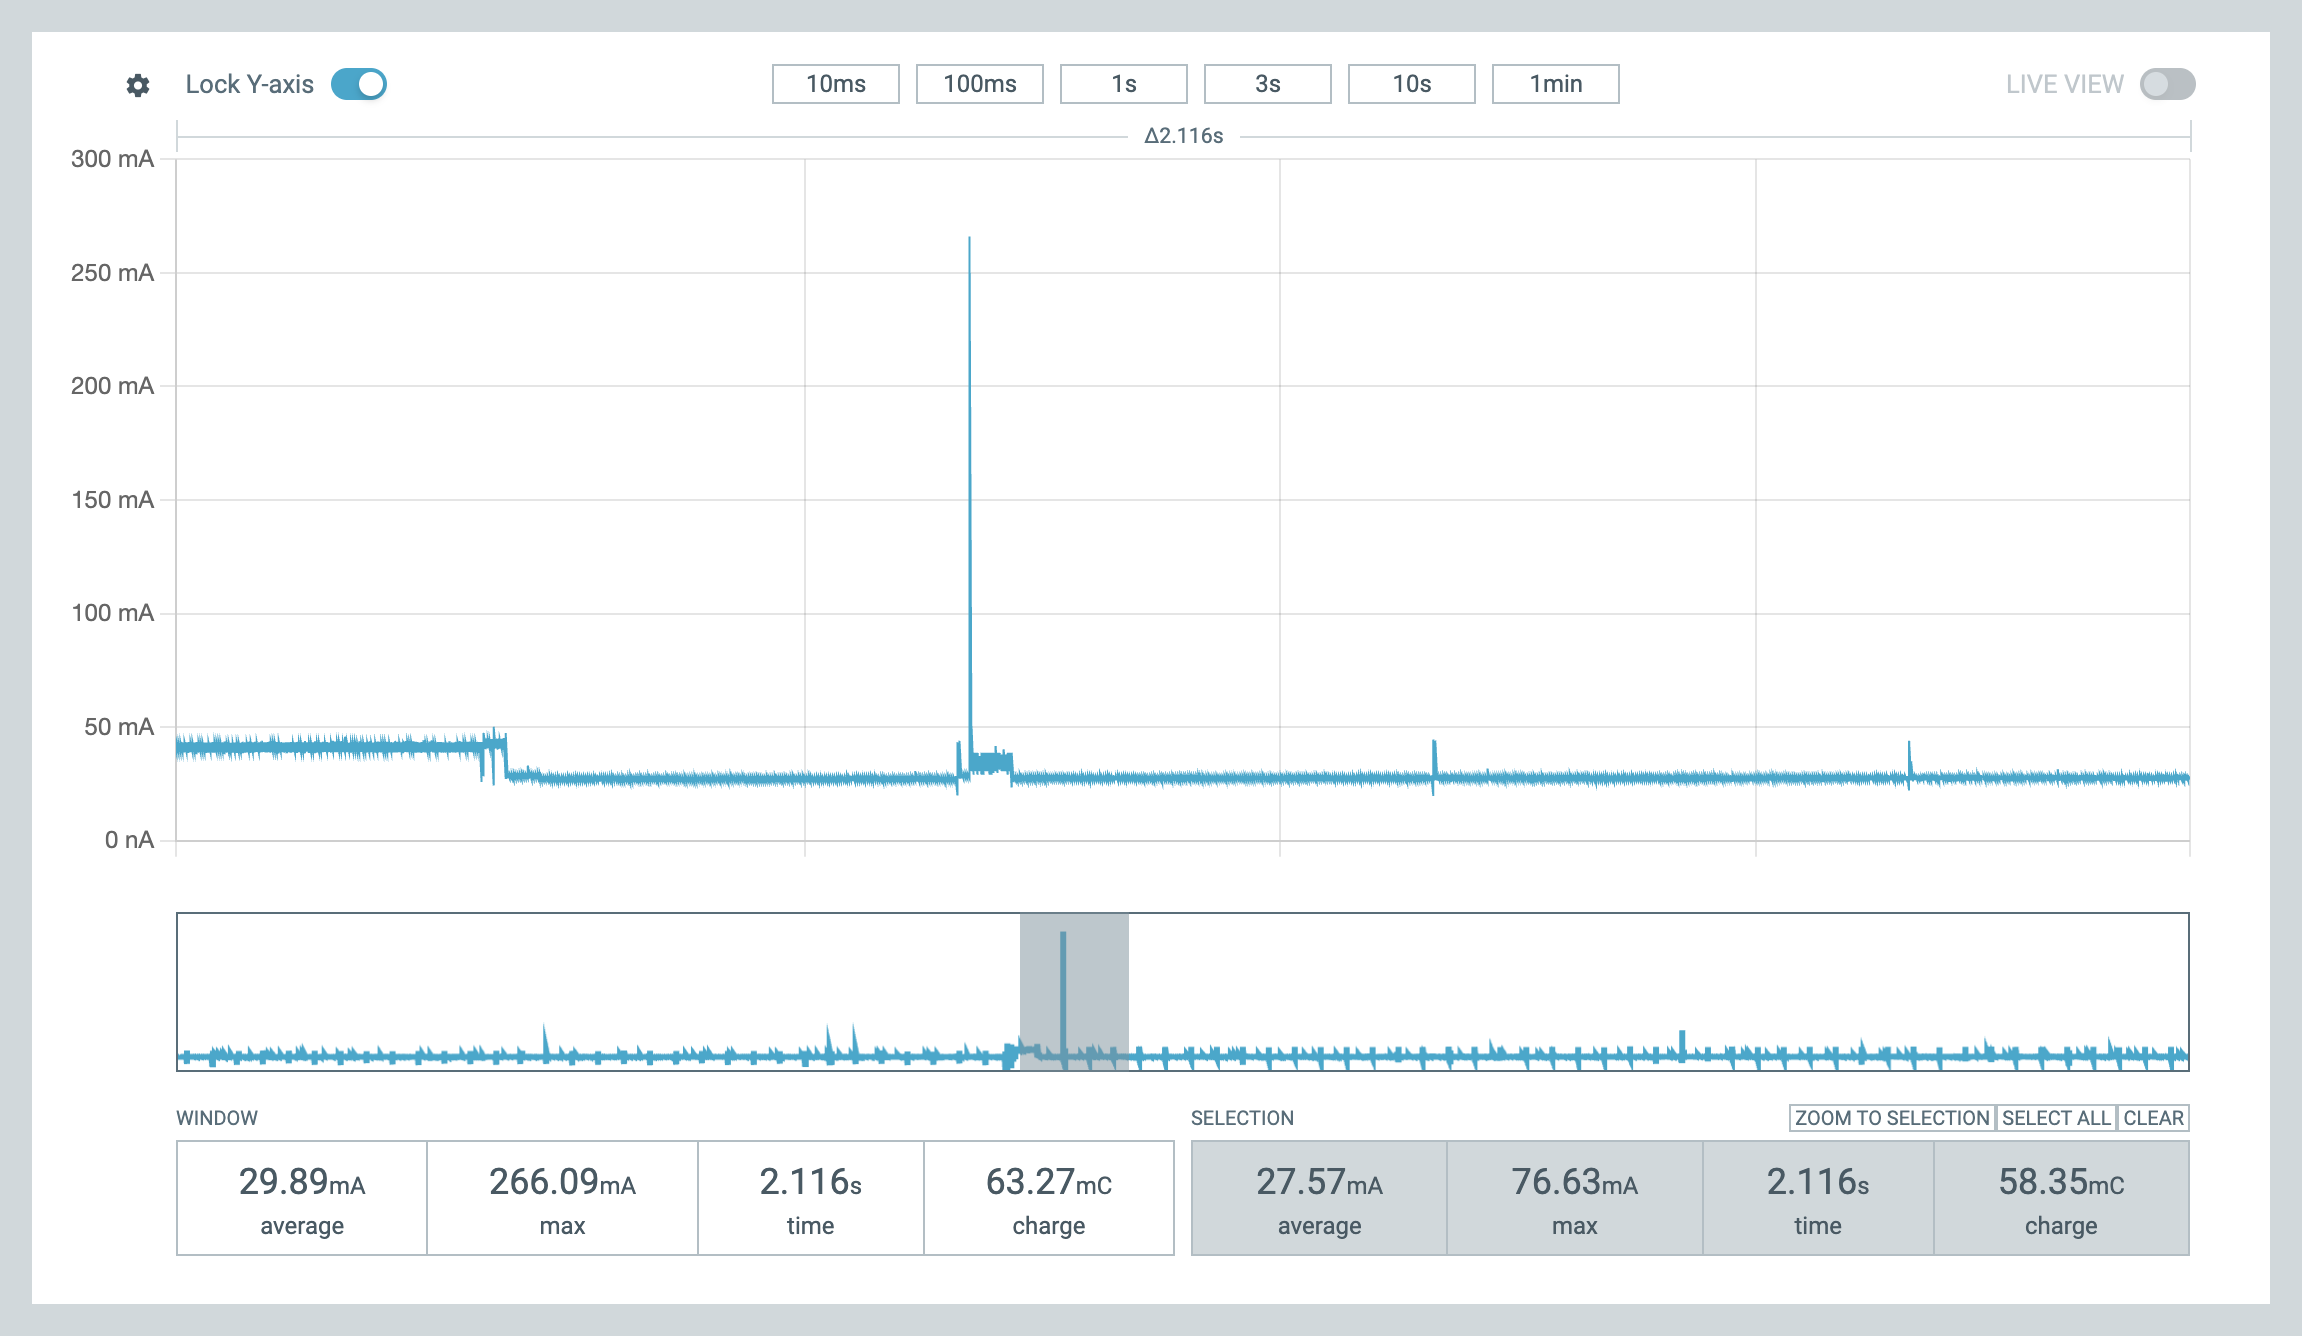 Lock Y-axis 10ms 100ms 1s 3s 10s 1min LIVE VIEW
Δ2.116s
300 mA
250 mA
200 mA
150 mA
100 mA
50 mA
0 nA
WINDOW SELECTION ZOOM TO SELECTION SELECT ALL CLEAR
29.89mA 266.09mA 2.116s 63.27mC 27.57mA 76.63mA 2.116s 58.35mC
average max time charge average max time charge